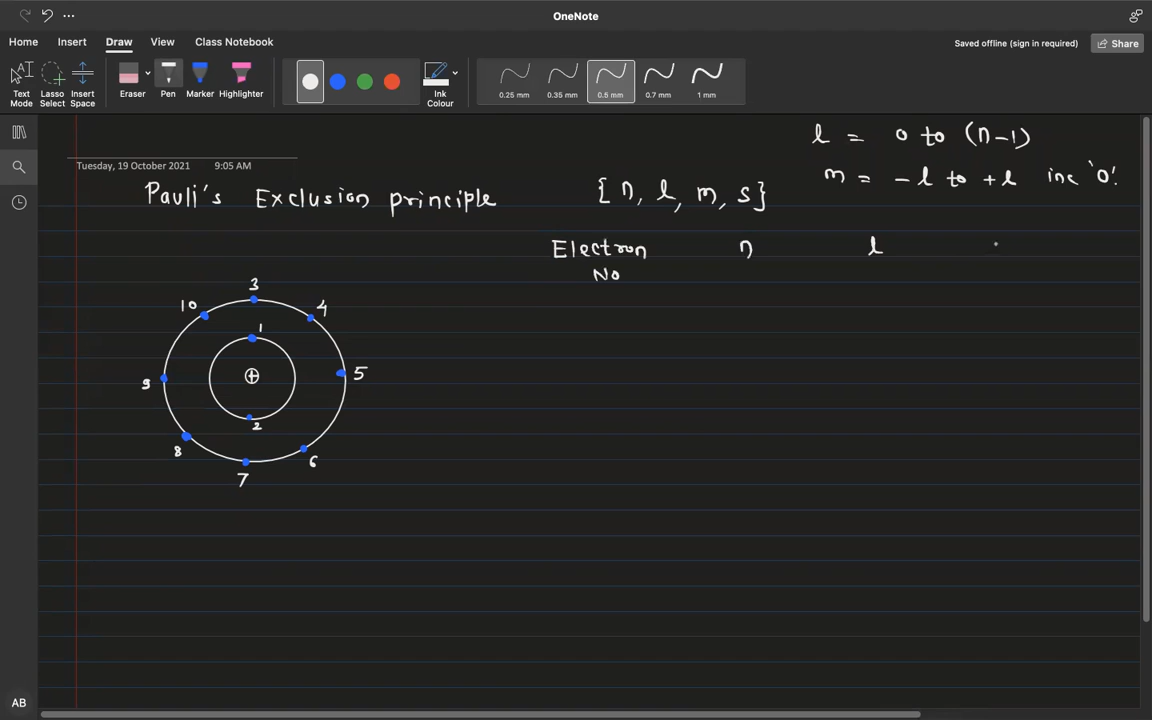 OneNote
Home Insert Draw View Class Notebook
Saved offline (sign in required) Share
Text Mode Lasso Select Insert Space Eraser Pen Marker Highlighter Ink Colour 0.25 mm 0.35 mm 0.5 mm 0.7 mm 1 mm
l = 0 to (n-1)
Tuesday, 19 October 2021 9:05 AM
m = -l to +l inc '0'.
Pauli's Exclusion principle {n, l, m, s}
Electron No n l
3
10 4
1
9 5
2
8 6
7
AB